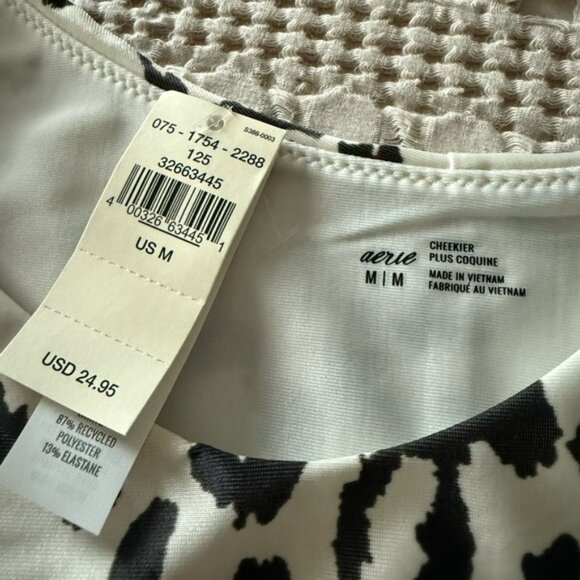 S386-0003
075 - 1754 - 2288
125
32663445
4 00326 63445 1
US M
USD 24.95
87% RECYCLED
POLYESTER
13% ELASTANE
aerie
M | M
CHEEKIER
PLUS COQUINE
MADE IN VIETNAM
FABRIQUÉ AU VIETNAM